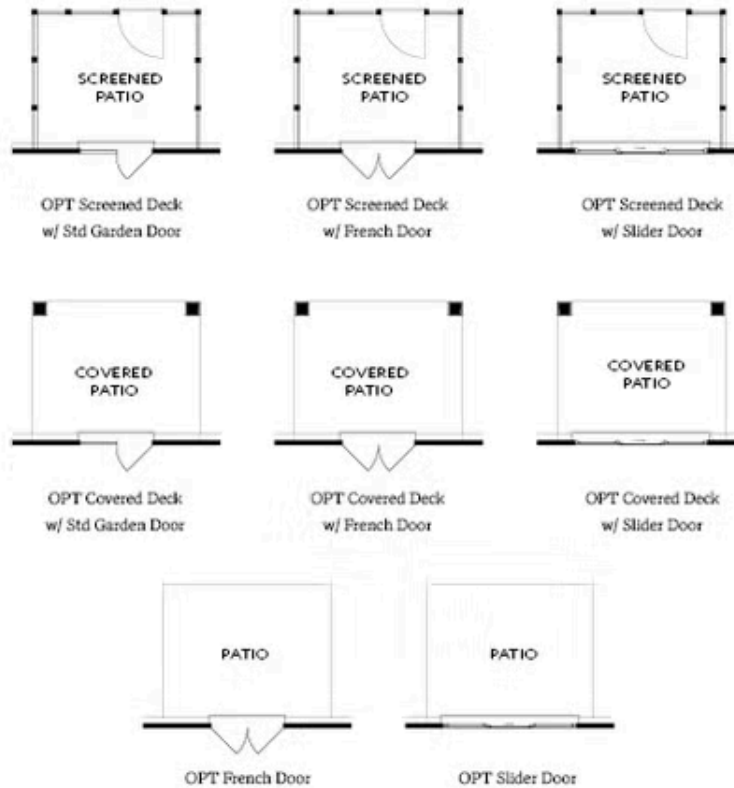 SCREENED
PATIO
SCREENED
PATIO
SCREENED
PATIO
OPT Screened Deck
w/ Std Garden Door
OPT Screened Deck
w/ French Door
OPT Screened Deck
w/ Slider Door
COVERED
PATIO
COVERED
PATIO
COVERED
PATIO
OPT Covered Deck
w/ Std Garden Door
OPT Covered Deck
w/ French Door
OPT Covered Deck
w/ Slider Door
PATIO
PATIO
OPT French Door
OPT Slider Door